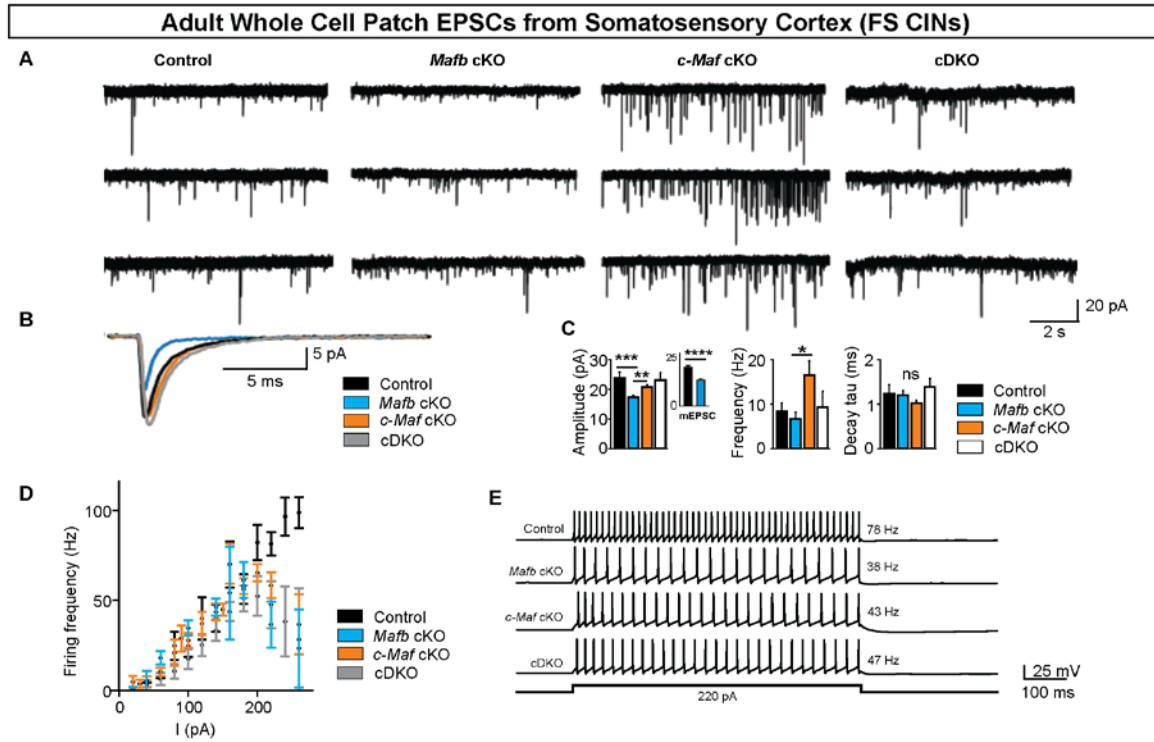 Adult Whole Cell Patch EPSCs from Somatosensory Cortex (FS CINs)
A
Control
Mafb cKO
c-Maf cKO
cDKO
20 pA
2 s
B
5 pA
5 ms
Control
Mafb cKO
c-Maf cKO
cDKO
C
Amplitude (pA)
30
20
10
0
***
**
25
0
****
mEPSC
Frequency (Hz)
20
10
0
*
Decay tau (ms)
2
1
0
ns
Control
Mafb cKO
c-Maf cKO
cDKO
D
Firing frequency (Hz)
100
50
0
0
100
200
I (pA)
Control
Mafb cKO
c-Maf cKO
cDKO
E
Control
78 Hz
Mafb cKO
38 Hz
c-Maf cKO
43 Hz
cDKO
47 Hz
220 pA
25 mV
100 ms